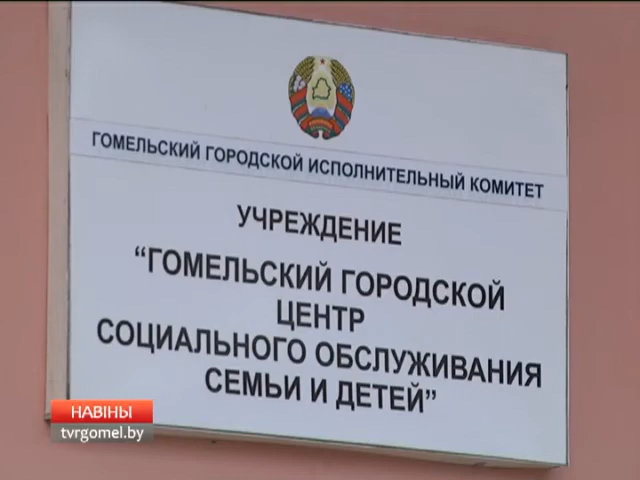 ГОМЕЛЬСКИЙ ГОРОДСКОЙ ИСПОЛНИТЕЛЬНЫЙ КОМИТЕТ
УЧРЕЖДЕНИЕ
“ГОМЕЛЬСКИЙ ГОРОДСКОЙ
ЦЕНТР
СОЦИАЛЬНОГО ОБСЛУЖИВАНИЯ
СЕМЬИ И ДЕТЕЙ”
НАВІНЫ
tvrgomel.by